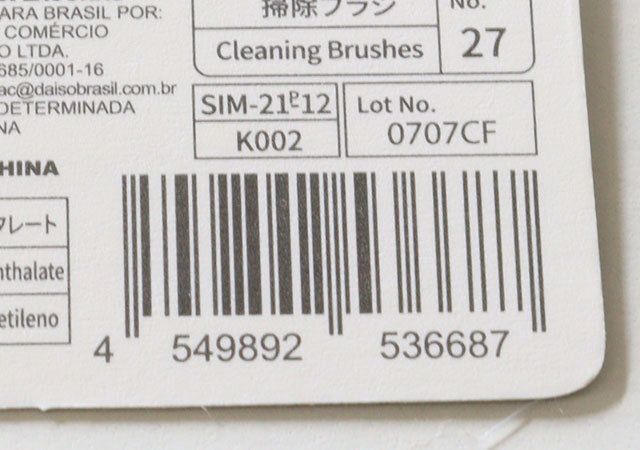 ARA BRASIL POR:
COMÉRCIO
O LTDA.
685/0001-16
ac@daisobrasil.com.br
DETERMINADA
NA
HINA
掃除ブラシ
Cleaning Brushes
No.
27
SIM-21P12
K002
Lot No.
0707CF
プレート
nthalate
etileno
4 549892 536687